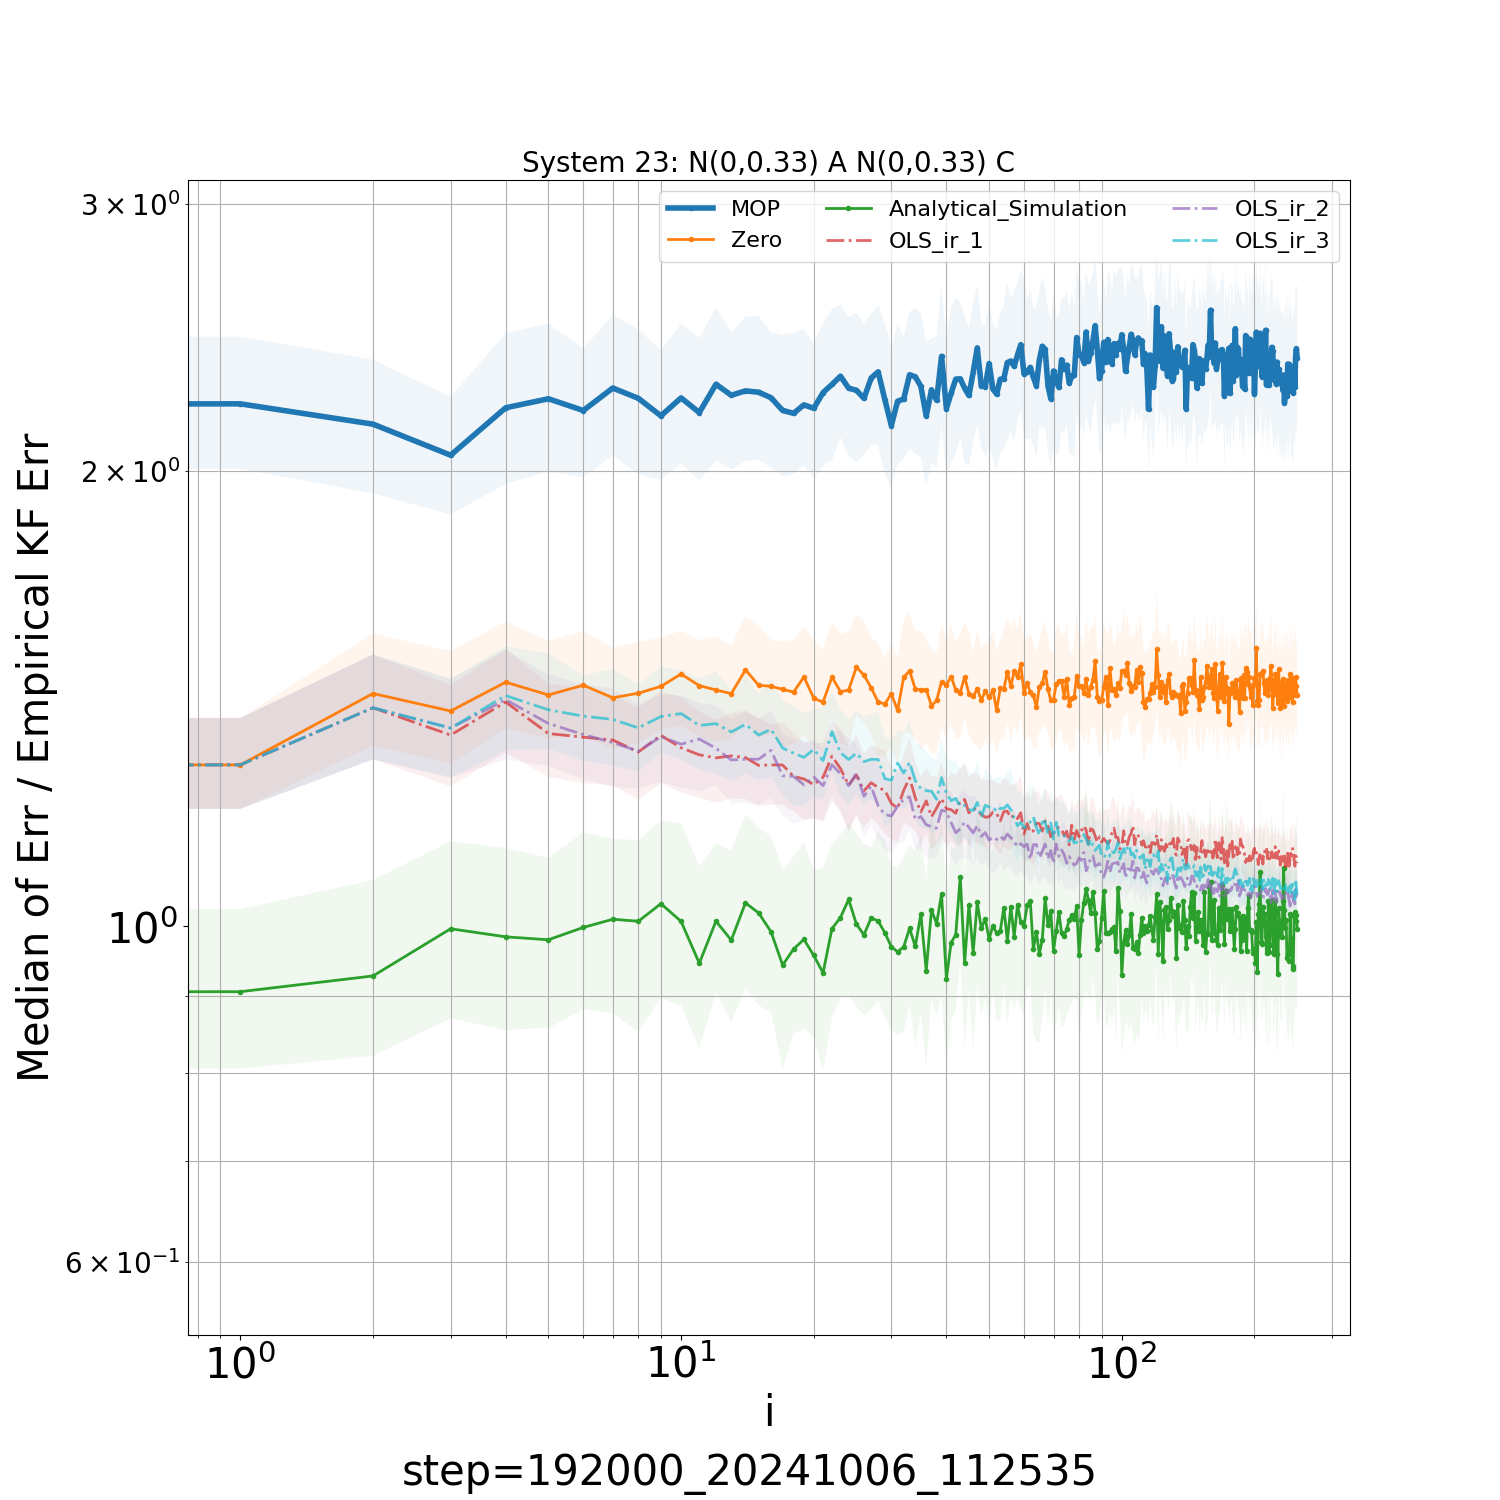 System 23: N(0,0.33) A N(0,0.33) C
MOP
Zero
Analytical_Simulation
OLS_ir_1
OLS_ir_2
OLS_ir_3
Median of Err / Empirical KF Err
3 × 10⁰
2 × 10⁰
10⁰
6 × 10⁻¹
10⁰ 10¹ 10²
i
step=192000_20241006_112535